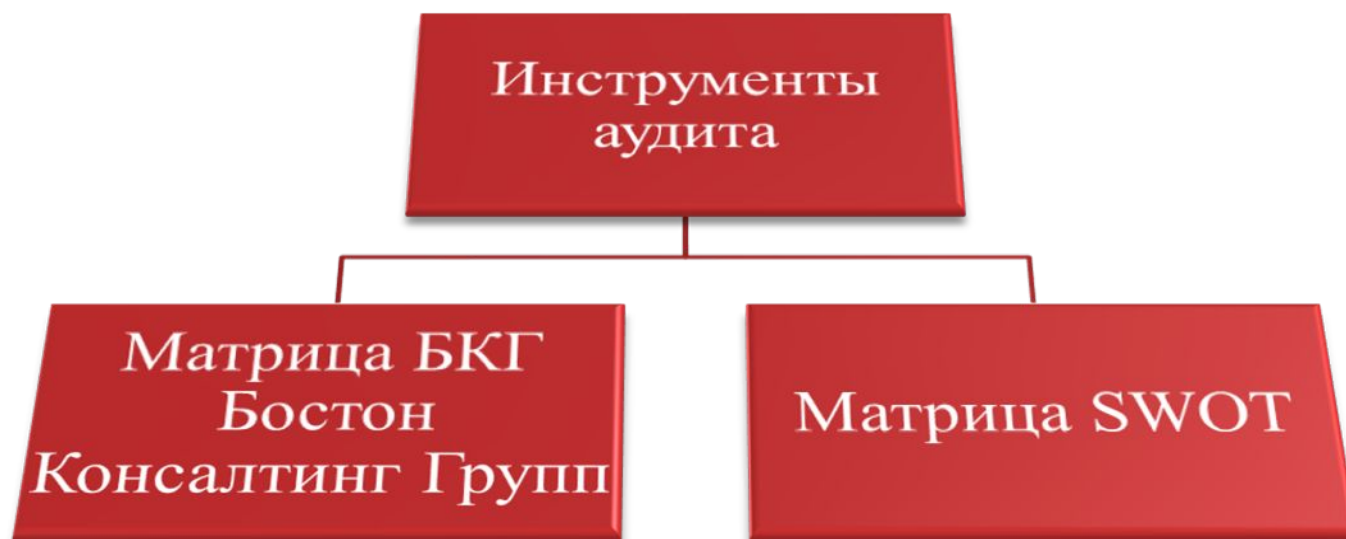 Инструменты
аудита
Матрица БКГ
Бостон
Консалтинг Групп
Матрица SWOT